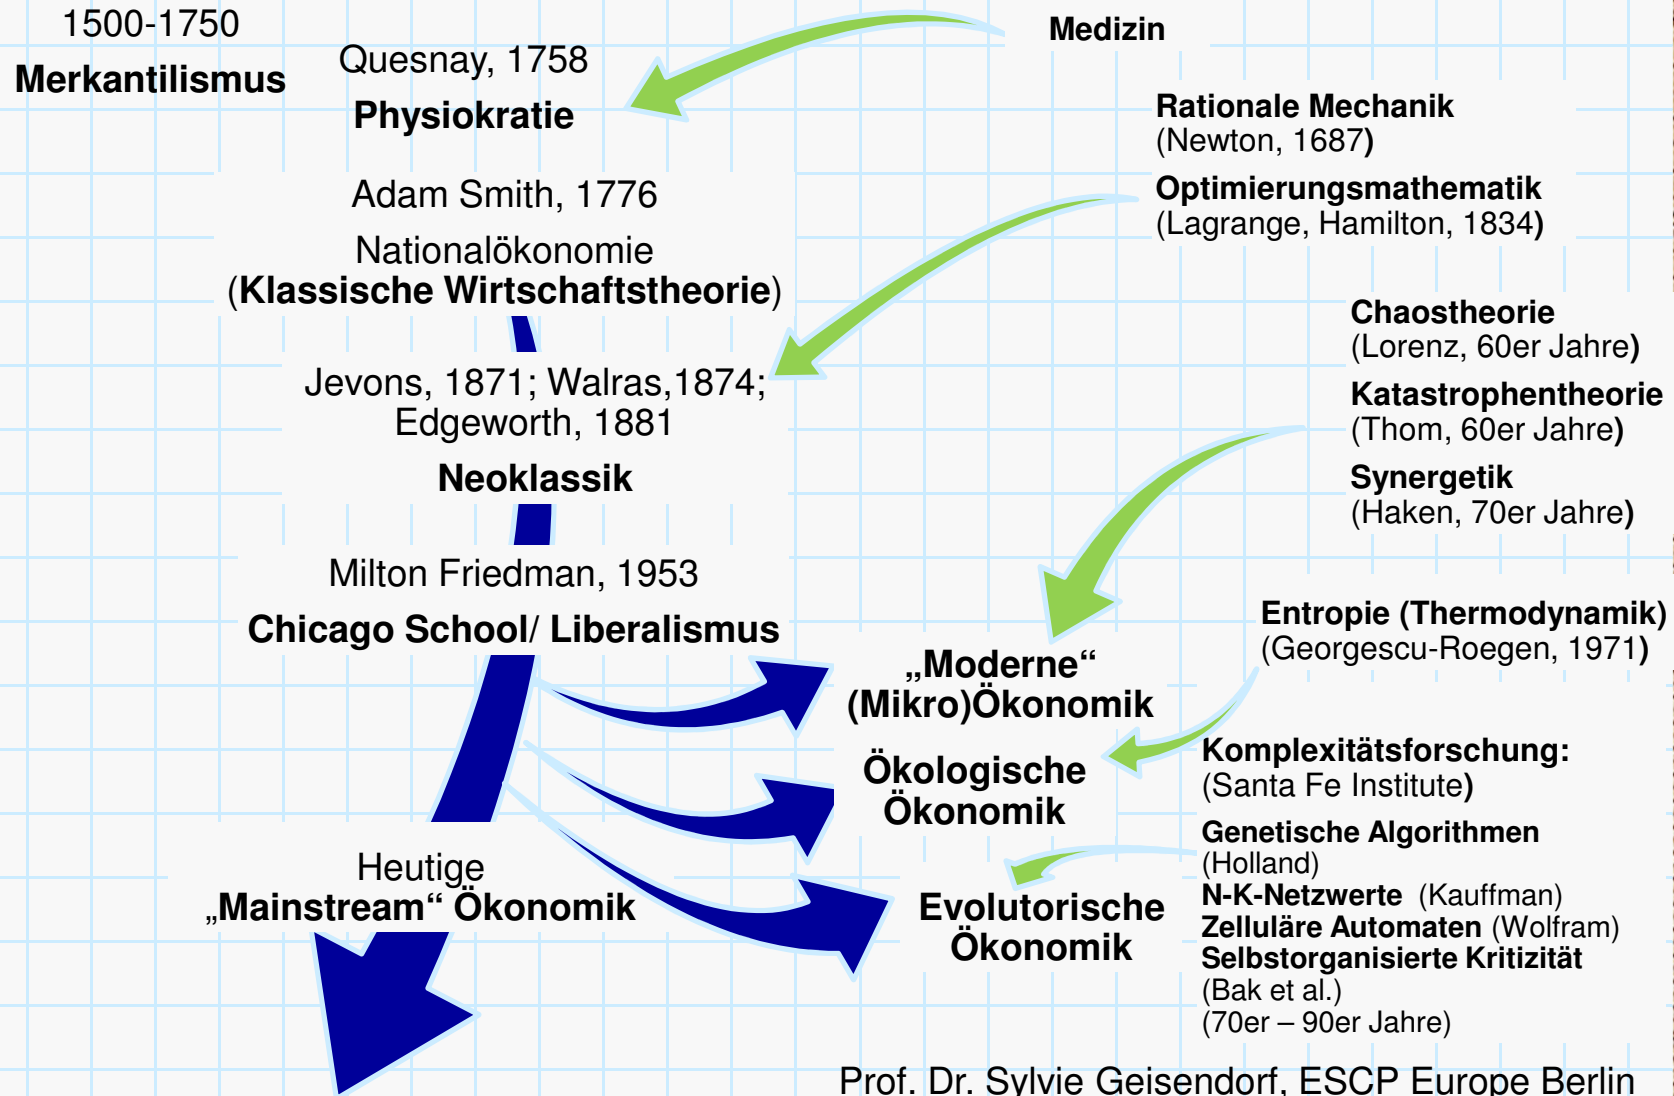 1500-1750
Merkantilismus
Quesnay, 1758
Physiokratie
Medizin
Rationale Mechanik
(Newton, 1687)
Optimierungsmathematik
(Lagrange, Hamilton, 1834)
Adam Smith, 1776
Nationalökonomie
(Klassische Wirtschaftstheorie)
Chaostheorie
(Lorenz, 60er Jahre)
Katastrophentheorie
(Thom, 60er Jahre)
Synergetik
(Haken, 70er Jahre)
Jevons, 1871; Walras,1874;
Edgeworth, 1881
Neoklassik
Milton Friedman, 1953
Chicago School/ Liberalismus
Entropie (Thermodynamik)
(Georgescu-Roegen, 1971)
„Moderne“
(Mikro)Ökonomik
Ökologische
Ökonomik
Komplexitätsforschung:
(Santa Fe Institute)
Genetische Algorithmen
(Holland)
N-K-Netzwerte (Kauffman)
Zelluläre Automaten (Wolfram)
Selbstorganisierte Kritizität
(Bak et al.)
(70er – 90er Jahre)
Heutige
„Mainstream“ Ökonomik
Evolutorische
Ökonomik
Prof. Dr. Sylvie Geisendorf, ESCP Europe Berlin